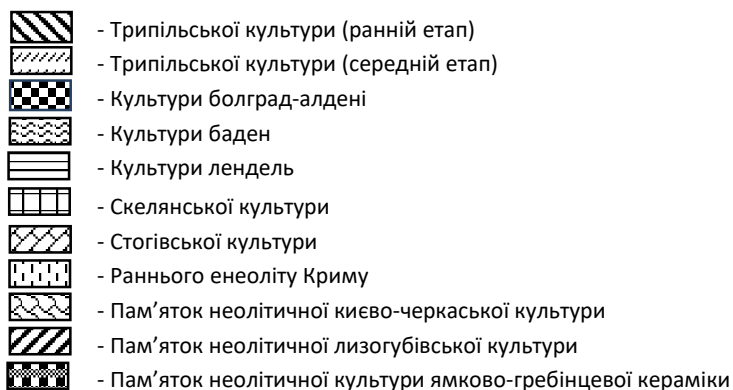 - Трипільської культури (ранній етап)
- Трипільської культури (середній етап)
- Культури болград-алдені
- Культури баден
- Культури лендель
- Скелянської культури
- Стогівської культури
- Раннього енеоліту Криму
- Пам’яток неолітичної києво-черкаської культури
- Пам’яток неолітичної лизогубівської культури
- Пам’яток неолітичної культури ямково-гребінцевої кераміки